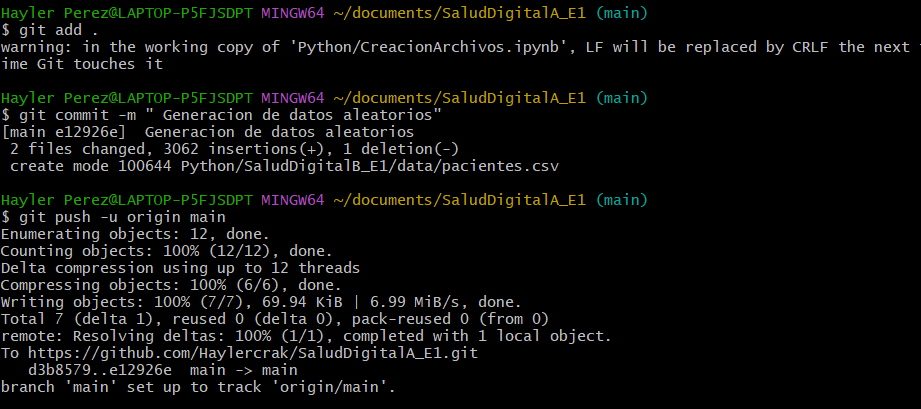 Hayler Perez@LAPTOP-P5FJSDPT MINGW64 ~/documents/SaludDigitalA_E1 (main)
$ git add .
warning: in the working copy of 'Python/CreacionArchivos.ipynb', LF will be replaced by CRLF the next t
ime Git touches it
Hayler Perez@LAPTOP-P5FJSDPT MINGW64 ~/documents/SaludDigitalA_E1 (main)
$ git commit -m " Generacion de datos aleatorios"
[main e12926e]  Generacion de datos aleatorios
 2 files changed, 3062 insertions(+), 1 deletion(-)
 create mode 100644 Python/SaludDigitalB_E1/data/pacientes.csv
Hayler Perez@LAPTOP-P5FJSDPT MINGW64 ~/documents/SaludDigitalA_E1 (main)
$ git push -u origin main
Enumerating objects: 12, done.
Counting objects: 100% (12/12), done.
Delta compression using up to 12 threads
Compressing objects: 100% (6/6), done.
Writing objects: 100% (7/7), 69.94 KiB | 6.99 MiB/s, done.
Total 7 (delta 1), reused 0 (delta 0), pack-reused 0 (from 0)
remote: Resolving deltas: 100% (1/1), completed with 1 local object.
To https://github.com/Haylercrak/SaludDigitalA_E1.git
   d3b8579..e12926e  main -> main
branch 'main' set up to track 'origin/main'.